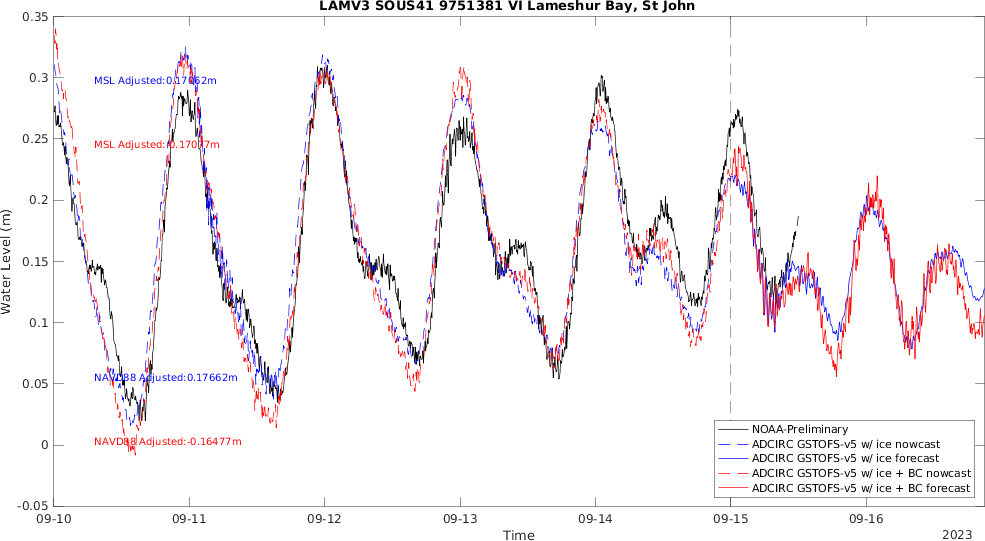 LAMV3 SOUS41 9751381 VI Lameshur Bay, St John
0.35
0.3
0.25
0.2
0.15
0.1
0.05
0
-0.05
Water Level (m)
MSL Adjusted:
MSL Adjusted:
NAVD88 Adjusted:0.17662m
NAVD88 Adjusted:-0.16477m
NOAA-Preliminary
ADCIRC GSTOFS-v5 w/ ice nowcast
ADCIRC GSTOFS-v5 w/ ice forecast
ADCIRC GSTOFS-v5 w/ ice + BC nowcast
ADCIRC GSTOFS-v5 w/ ice + BC forecast
09-10
09-11
09-12
09-13
09-14
09-15
09-16
Time
2023